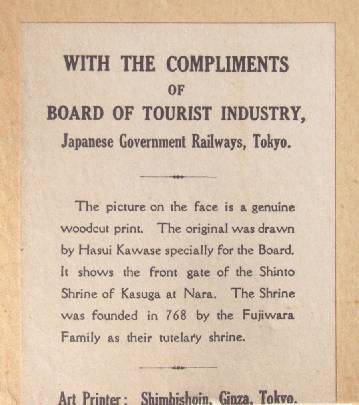 WITH THE COMPLIMENTS
OF
BOARD OF TOURIST INDUSTRY,
Japanese Government Railways, Tokyo.
The picture on the face is a genuine
woodcut print. The original was drawn
by Hasui Kawase specially for the Board.
It shows the front gate of the Shinto
Shrine of Kasuga at Nara. The Shrine
was founded in 768 by the Fujiwara
Family as their tutelary shrine.
Art Printer: Shimbishoin, Ginza, Tokyo.